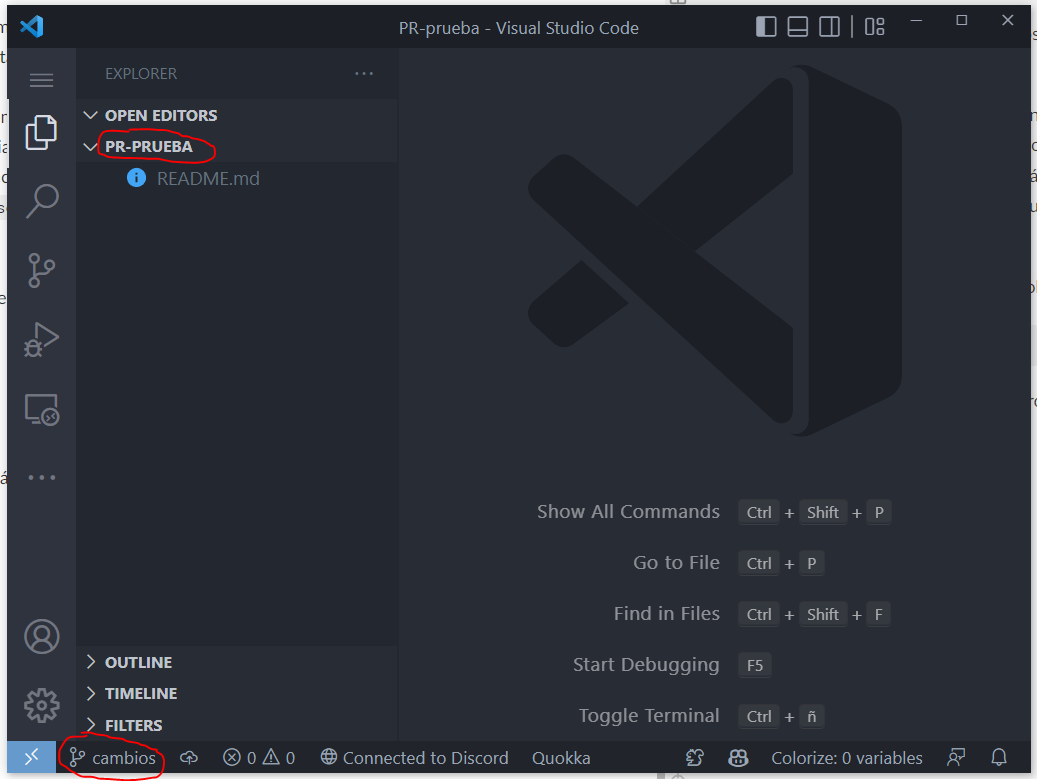 PR-prueba - Visual Studio Code
EXPLORER
OPEN EDITORS
PR-PRUEBA
README.md
Show All Commands Ctrl + Shift + P
Go to File Ctrl + P
Find in Files Ctrl + Shift + F
Start Debugging F5
Toggle Terminal Ctrl + ñ
OUTLINE
TIMELINE
FILTERS
cambios 0 0 Connected to Discord Quokka Colorize: 0 variables